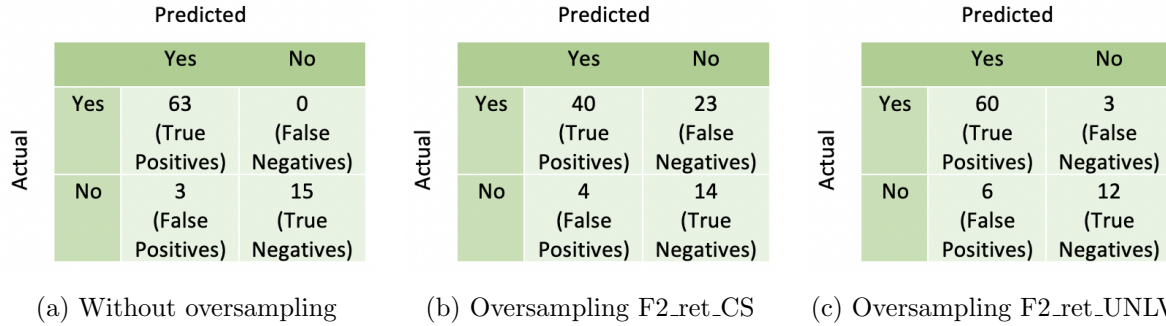 Predicted
Predicted
Predicted
Yes No
Yes No
Yes No
Actual
Yes
63
(True
Positives)
0
(False
Negatives)
No
3
(False
Positives)
15
(True
Negatives)
Actual
Yes
40
(True
Positives)
23
(False
Negatives)
No
4
(False
Positives)
14
(True
Negatives)
Actual
Yes
60
(True
Positives)
3
(False
Negatives)
No
6
(False
Positives)
12
(True
Negatives)
(a) Without oversampling
(b) Oversampling F2_ret_CS
(c) Oversampling F2_ret_UNLV